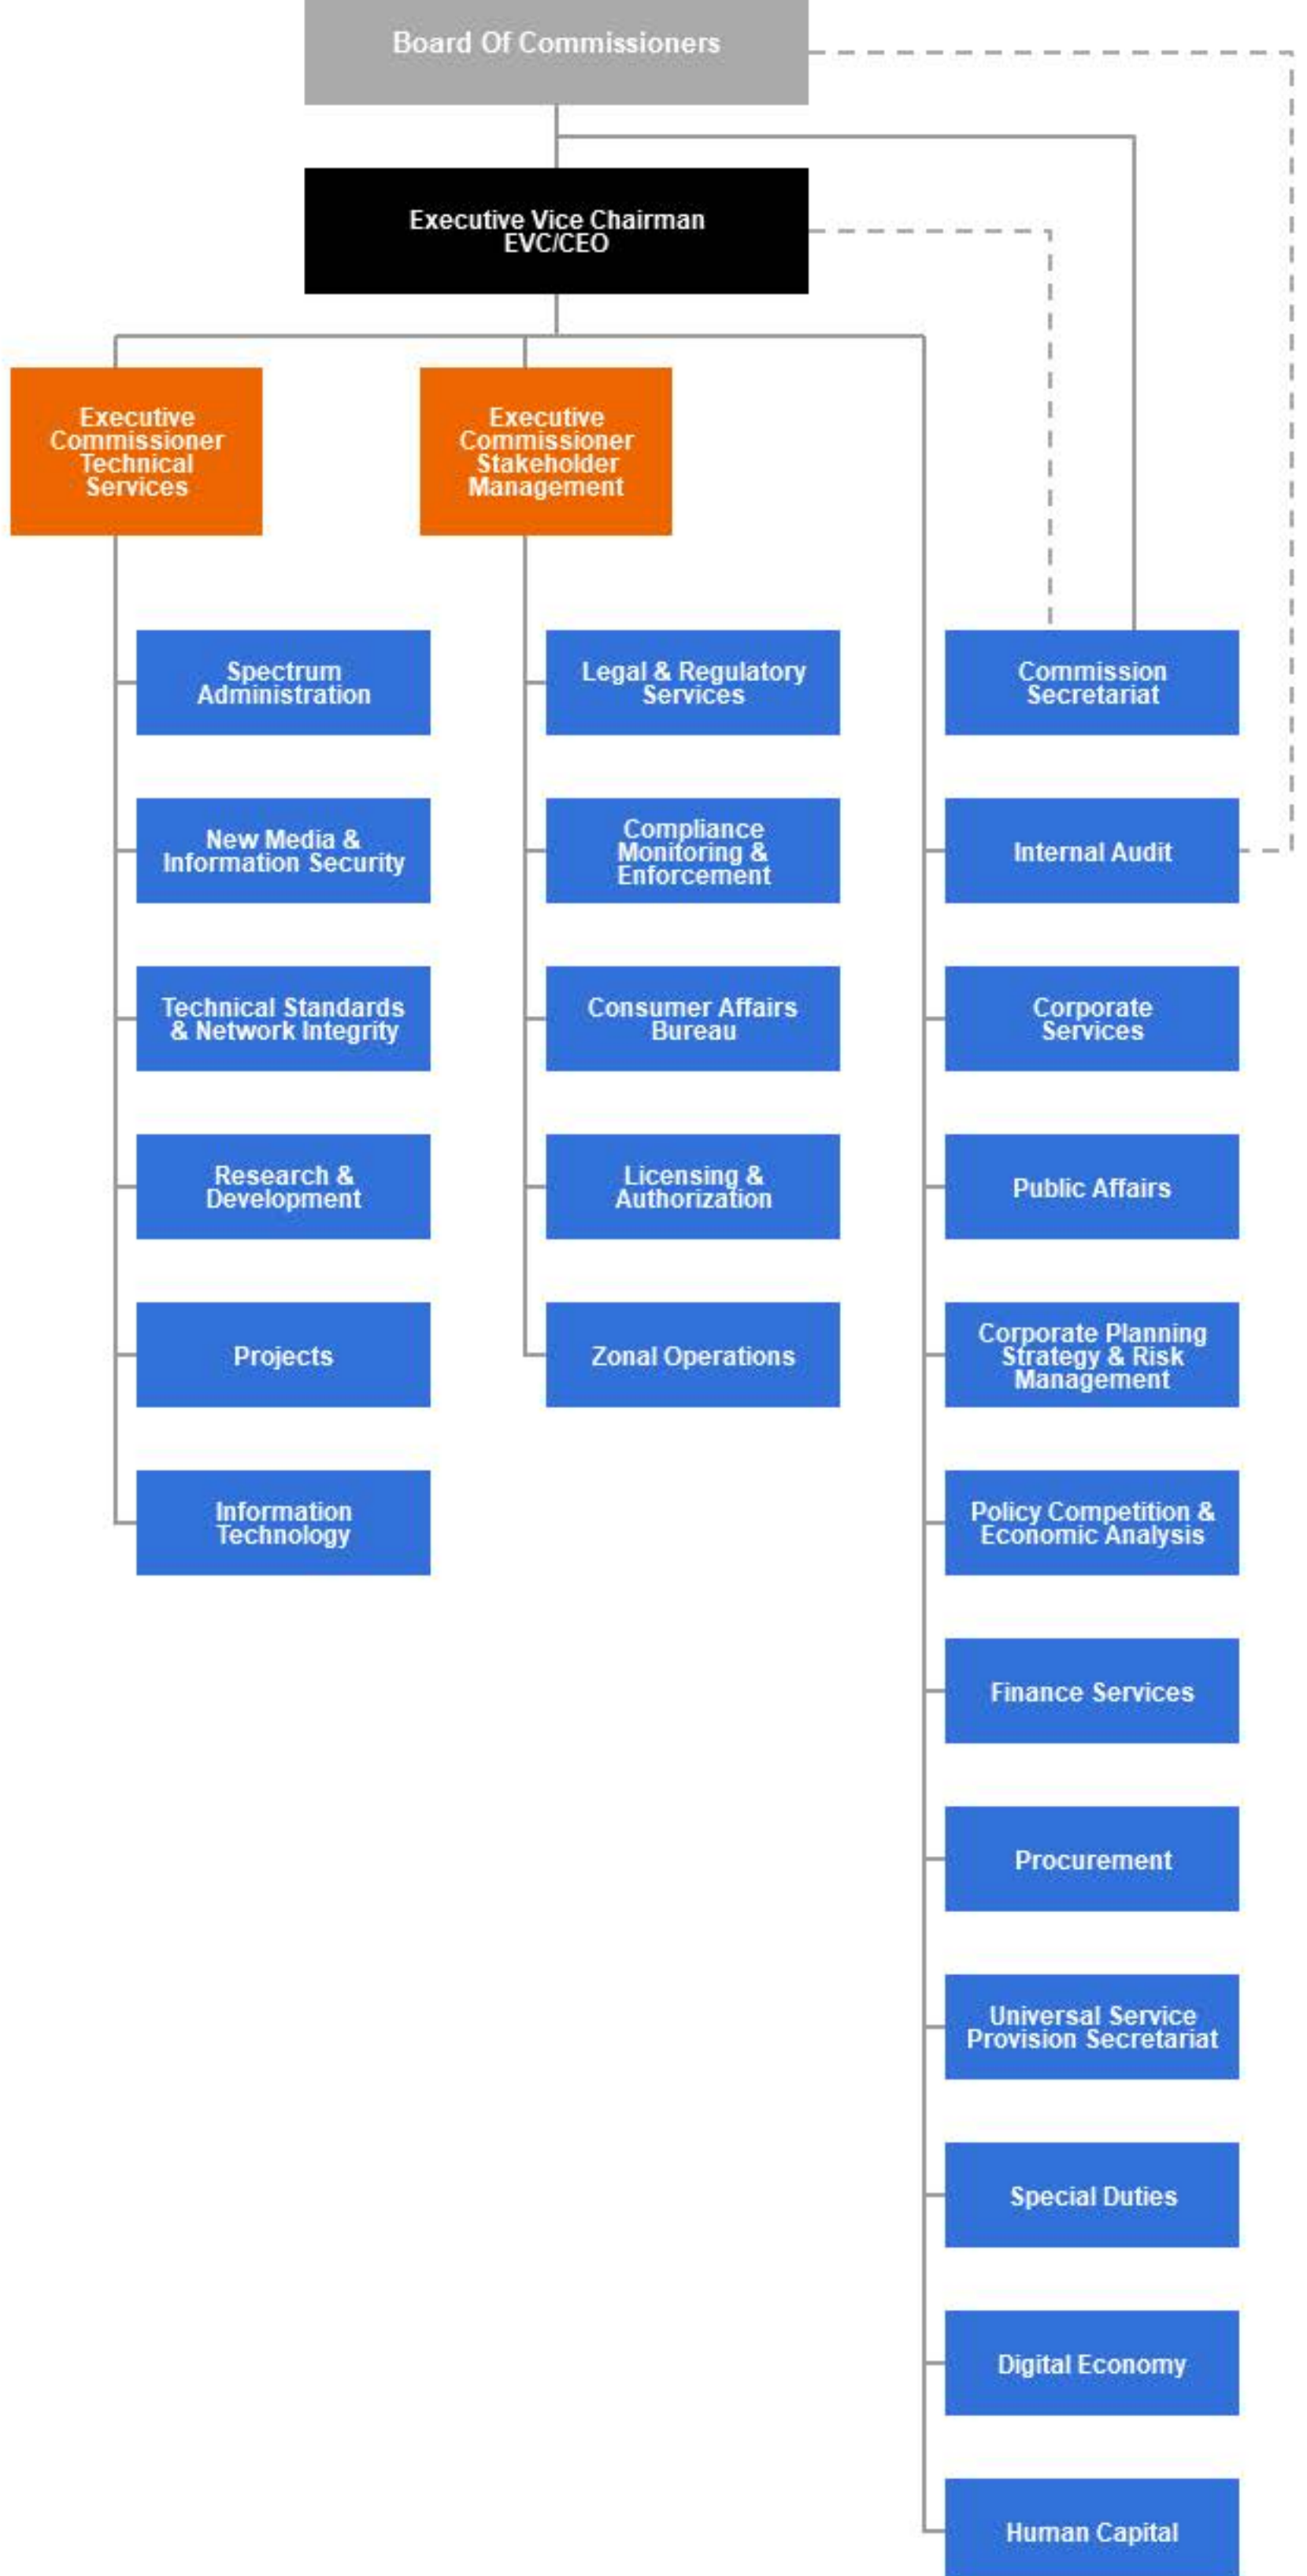 Board Of Commissioners
Executive Vice Chairman
EVC/CEO
Executive
Commissioner
Technical
Services
Executive
Commissioner
Stakeholder
Management
Spectrum
Administration
New Media &
Information Security
Technical Standards
& Network Integrity
Research &
Development
Projects
Information
Technology
Legal & Regulatory
Services
Compliance
Monitoring &
Enforcement
Consumer Affairs
Bureau
Licensing &
Authorization
Zonal Operations
Commission
Secretariat
Internal Audit
Corporate
Services
Public Affairs
Corporate Planning
Strategy & Risk
Management
Policy Competition &
Economic Analysis
Finance Services
Procurement
Universal Service
Provision Secretariat
Special Duties
Digital Economy
Human Capital